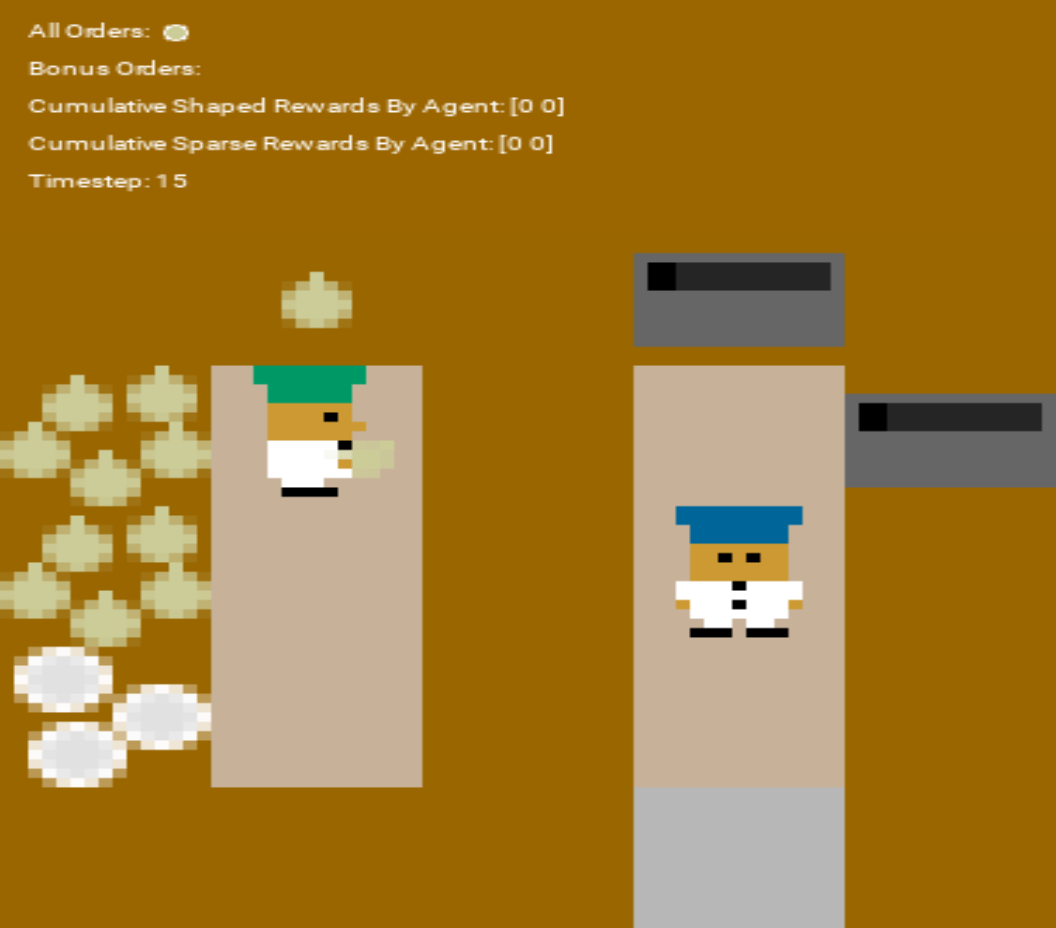 All Orders:
Bonus Orders:
Cumulative Shaped Rewards By Agent: [0 0]
Cumulative Sparse Rewards By Agent: [0 0]
Timestep: 15